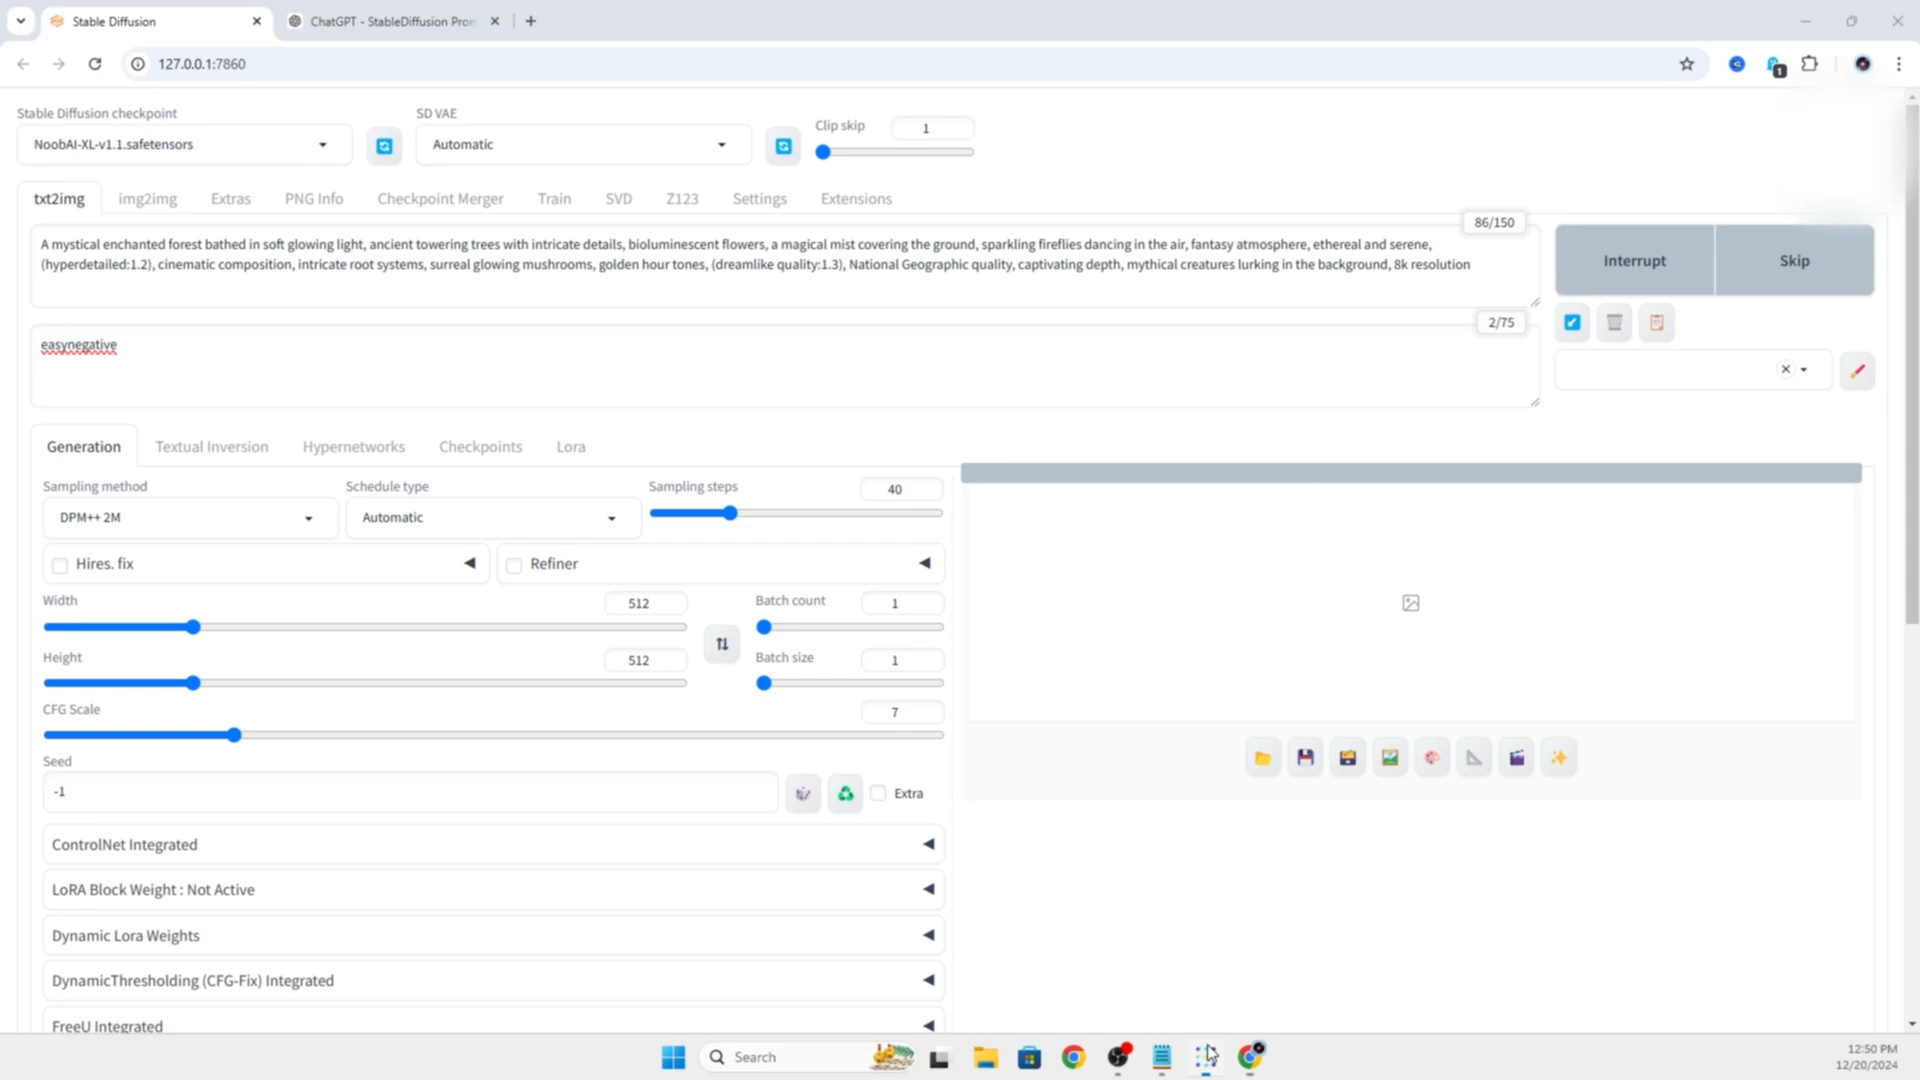 Stable Diffusion
ChatGPT - StableDiffusion Pron
127.0.0.1:7860
1
Stable Diffusion checkpoint
NoobAI-XL-v1.1.safetensors
SD VAE
Automatic
Clip skip
1
txt2img
img2img
Extras
PNG Info
Checkpoint Merger
Train
SVD
Z123
Settings
Extensions
86/150
A mystical enchanted forest bathed in soft glowing light, ancient towering trees with intricate details, bioluminescent flowers, a magical mist covering the ground, sparkling fireflies dancing in the air, fantasy atmosphere, ethereal and serene,
(hyperdetailed:1.2), cinematic composition, intricate root systems, surreal glowing mushrooms, golden hour tones, (dreamlike quality:1.3), National Geographic quality, captivating depth, mythical creatures lurking in the background, 8k resolution
Interrupt
Skip
2/75
easynegative
Generation
Textual Inversion
Hypernetworks
Checkpoints
Lora
Sampling method
DPM++ 2M
Schedule type
Automatic
Sampling steps
40
Hires. fix
Refiner
Width
512
Batch count
1
Height
512
Batch size
1
CFG Scale
7
Seed
-1
Extra
ControlNet Integrated
LoRA Block Weight : Not Active
Dynamic Lora Weights
DynamicThresholding (CFG-Fix) Integrated
FreeU Integrated
Search
12:50 PM
12/20/2024